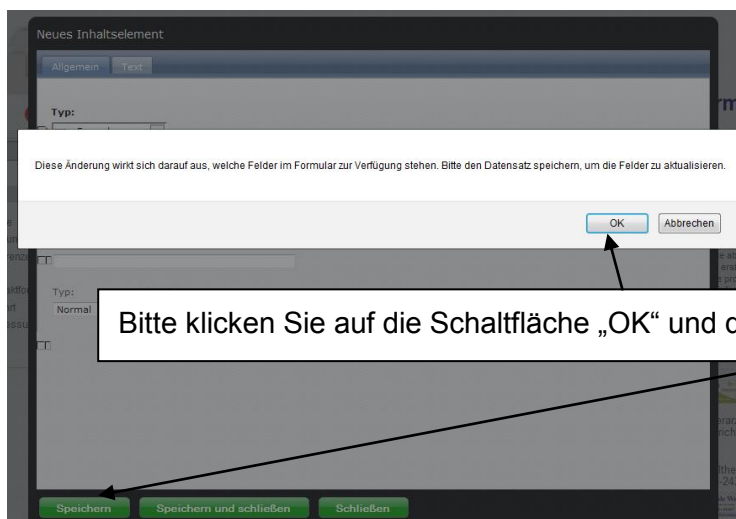 Neues Inhaltselement
Allgemein Text
Typ:
Diese Änderung wirkt sich darauf aus, welche Felder im Formular zur Verfügung stehen. Bitte den Datensatz speichern, um die Felder zu aktualisieren.
OK Abbrechen
Typ:
Normal
Bitte klicken Sie auf die Schaltfläche „OK“ und d
Speichern Speichern und schließen Schließen